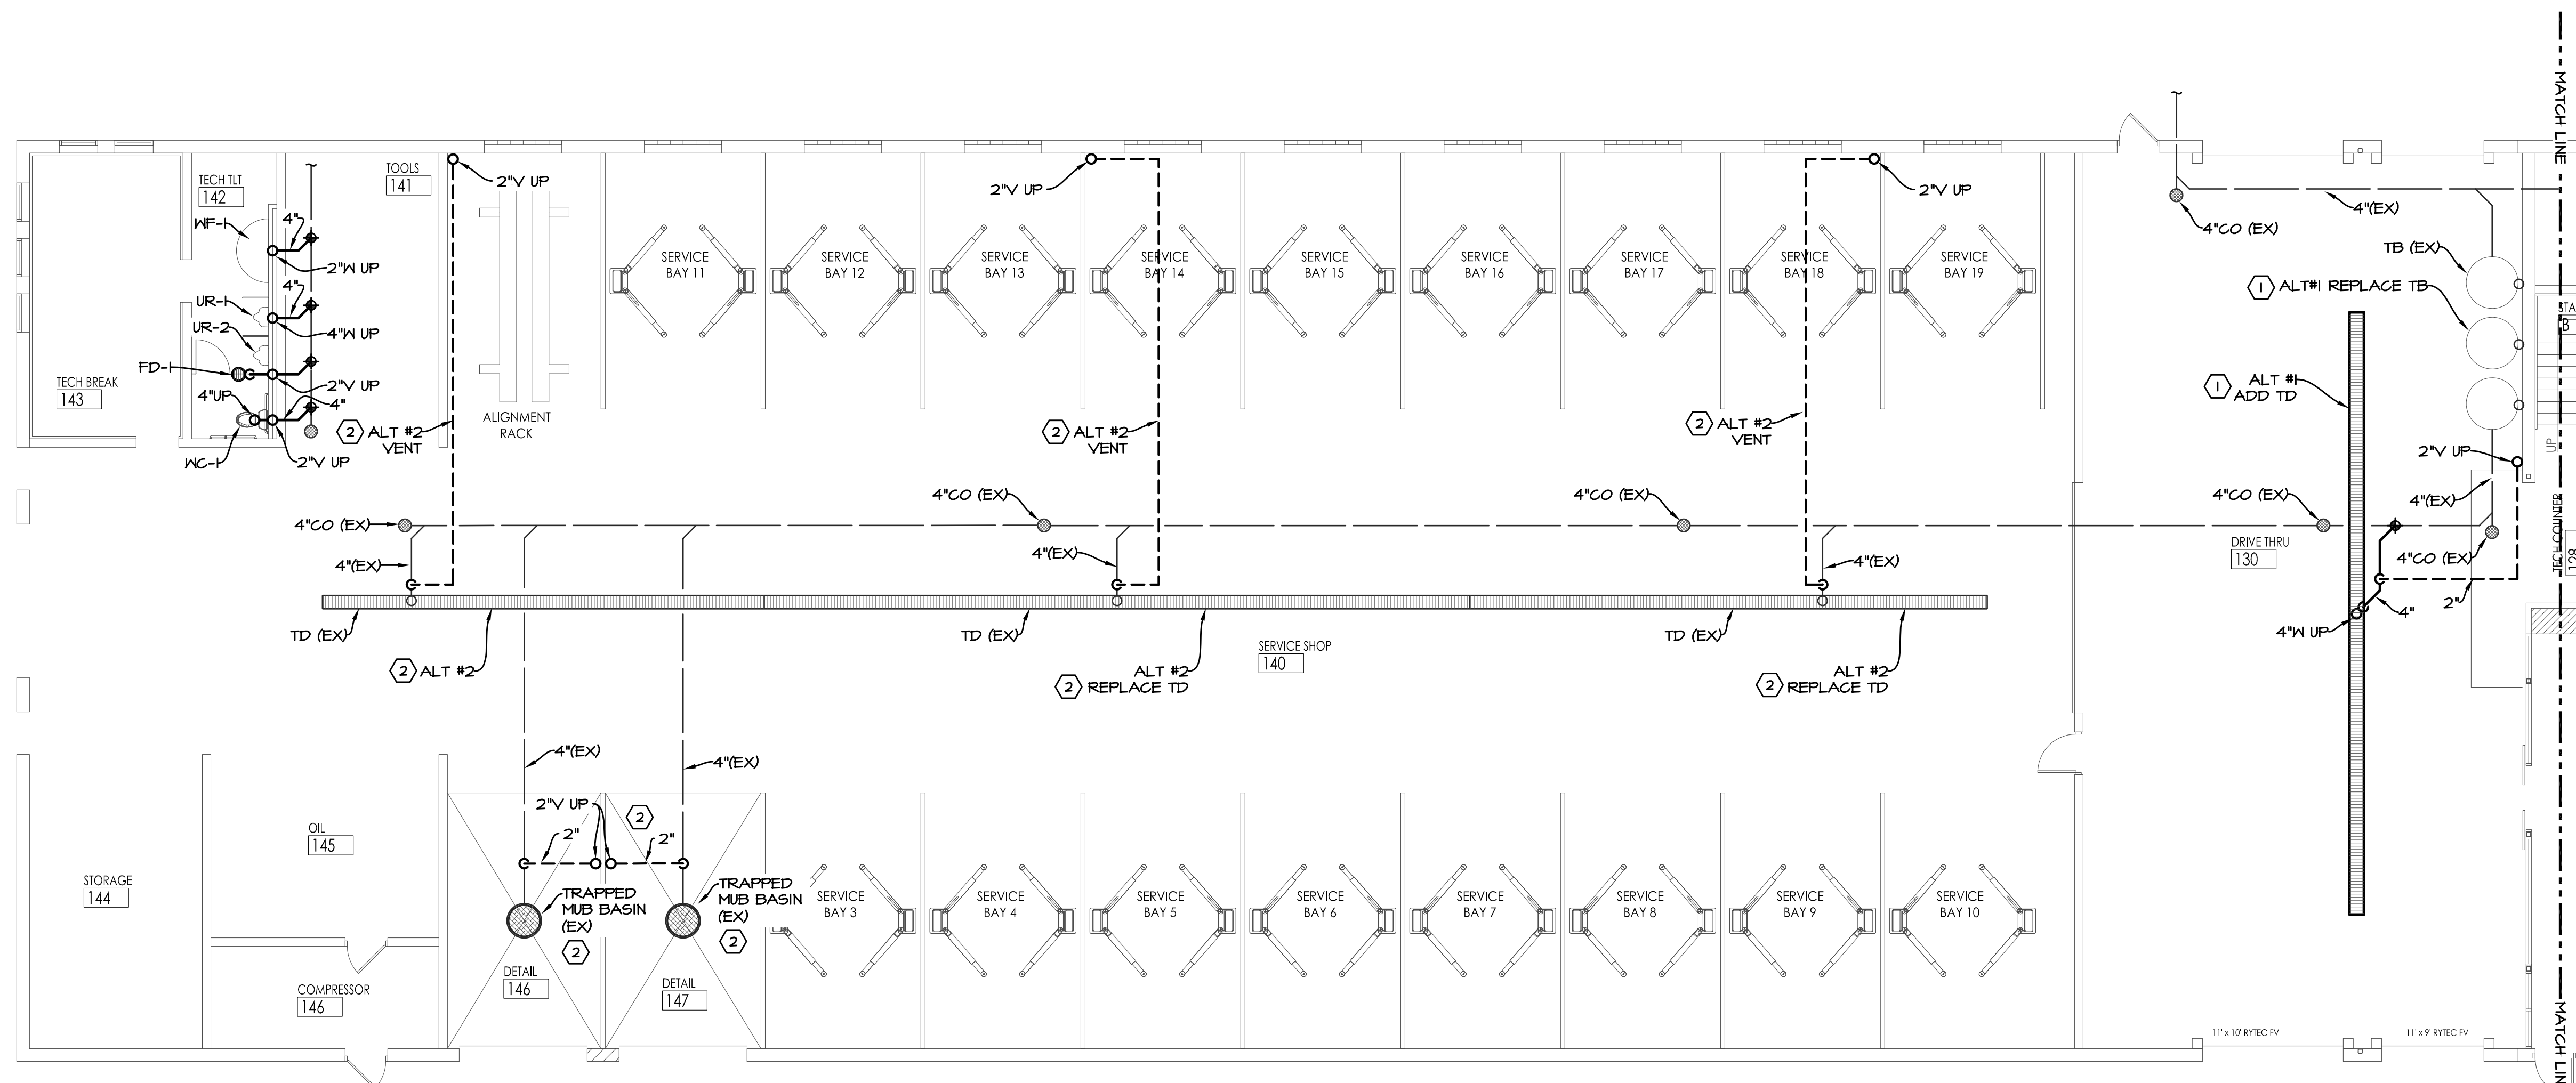 MATCH LINE
TECH TLT
142
TOOLS
141
WF-1
4"
2"W UP
4"
UR-1
UR-2
4"W UP
FD-1
2"V UP
4"UP
4"
WC-1
2"V UP
TECH BREAK
143
2"V UP
2"V UP
2"V UP
ALIGNMENT
RACK
2 ALT #2
VENT
SERVICE
BAY 11
SERVICE
BAY 12
SERVICE
BAY 13
SERVICE
BAY 14
SERVICE
BAY 15
SERVICE
BAY 16
SERVICE
BAY 17
SERVICE
BAY 18
SERVICE
BAY 19
2 ALT #2
VENT
2 ALT #2
VENT
4"(EX)
4"CO (EX)
TB (EX)
1 ALT#1 REPLACE TB
1 ALT #1
ADD TD
STA
B
UP
2"V UP
4"(EX)
4"CO (EX)
4"CO (EX)
4"CO (EX)
4"CO (EX)
4"CO (EX)
4"(EX)
4"(EX)
4"(EX)
DRIVE THRU
130
TECH COUNTER
128
2"
4"
4"W UP
TD (EX)
TD (EX)
TD (EX)
2 ALT #2
ALT #2
2 REPLACE TD
SERVICE SHOP
140
ALT #2
2 REPLACE TD
4"(EX)
4"(EX)
2"V UP
2
2"
2"
OIL
145
STORAGE
144
COMPRESSOR
146
TRAPPED
MUB BASIN
(EX)
2
TRAPPED
MUB BASIN
(EX)
2
DETAIL
146
DETAIL
147
SERVICE
BAY 3
SERVICE
BAY 4
SERVICE
BAY 5
SERVICE
BAY 6
SERVICE
BAY 7
SERVICE
BAY 8
SERVICE
BAY 9
SERVICE
BAY 10
11' x 10' RYTEC FV
11' x 9' RYTEC FV
MATCH LIN